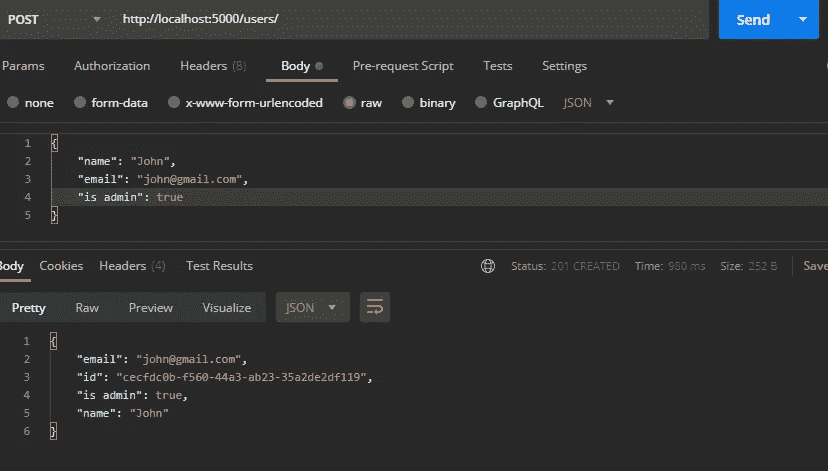 POST http://localhost:5000/users/ Send
Params Authorization Headers (8) Body Pre-request Script Tests Settings
none form-data x-www-form-urlencoded raw binary GraphQL JSON
1 {
2 "name": "John",
3 "email": "john@gmail.com",
4 "is admin": true
5 }
Body Cookies Headers (4) Test Results Status: 201 CREATED Time: 980 ms Size: 252 B Save
Pretty Raw Preview Visualize JSON
1 {
2 "email": "john@gmail.com",
3 "id": "cecfdc0b-f560-44a3-ab23-35a2de2df119",
4 "is admin": true,
5 "name": "John"
6 }